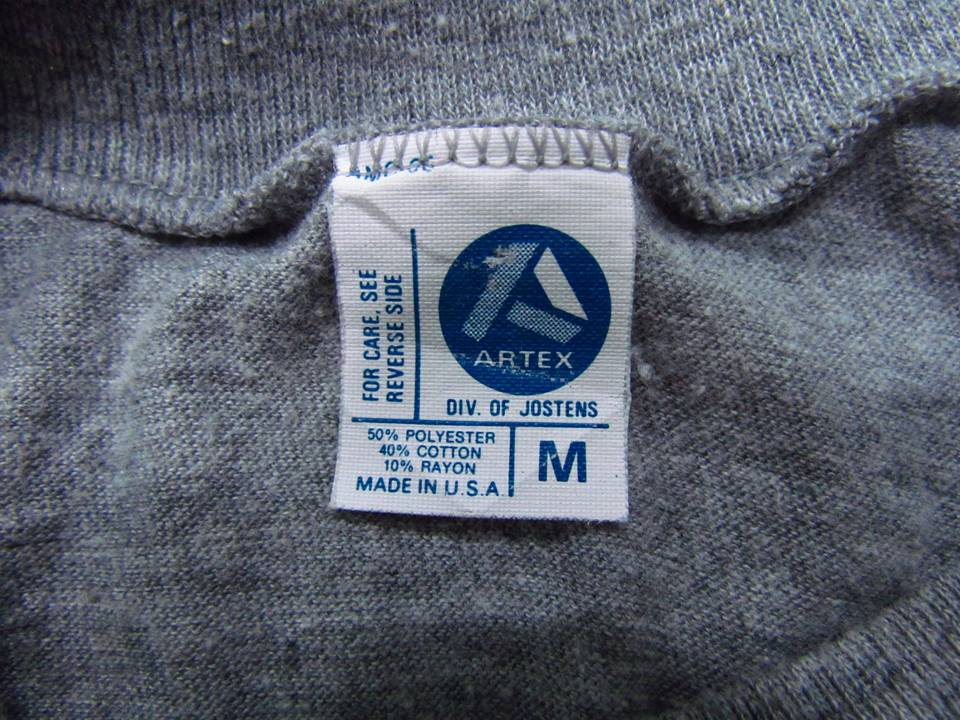 FOR CARE, SEE
REVERSE SIDE
ARTEX
DIV. OF JOSTENS
50% POLYESTER
40% COTTON
10% RAYON
MADE IN U.S.A.
M